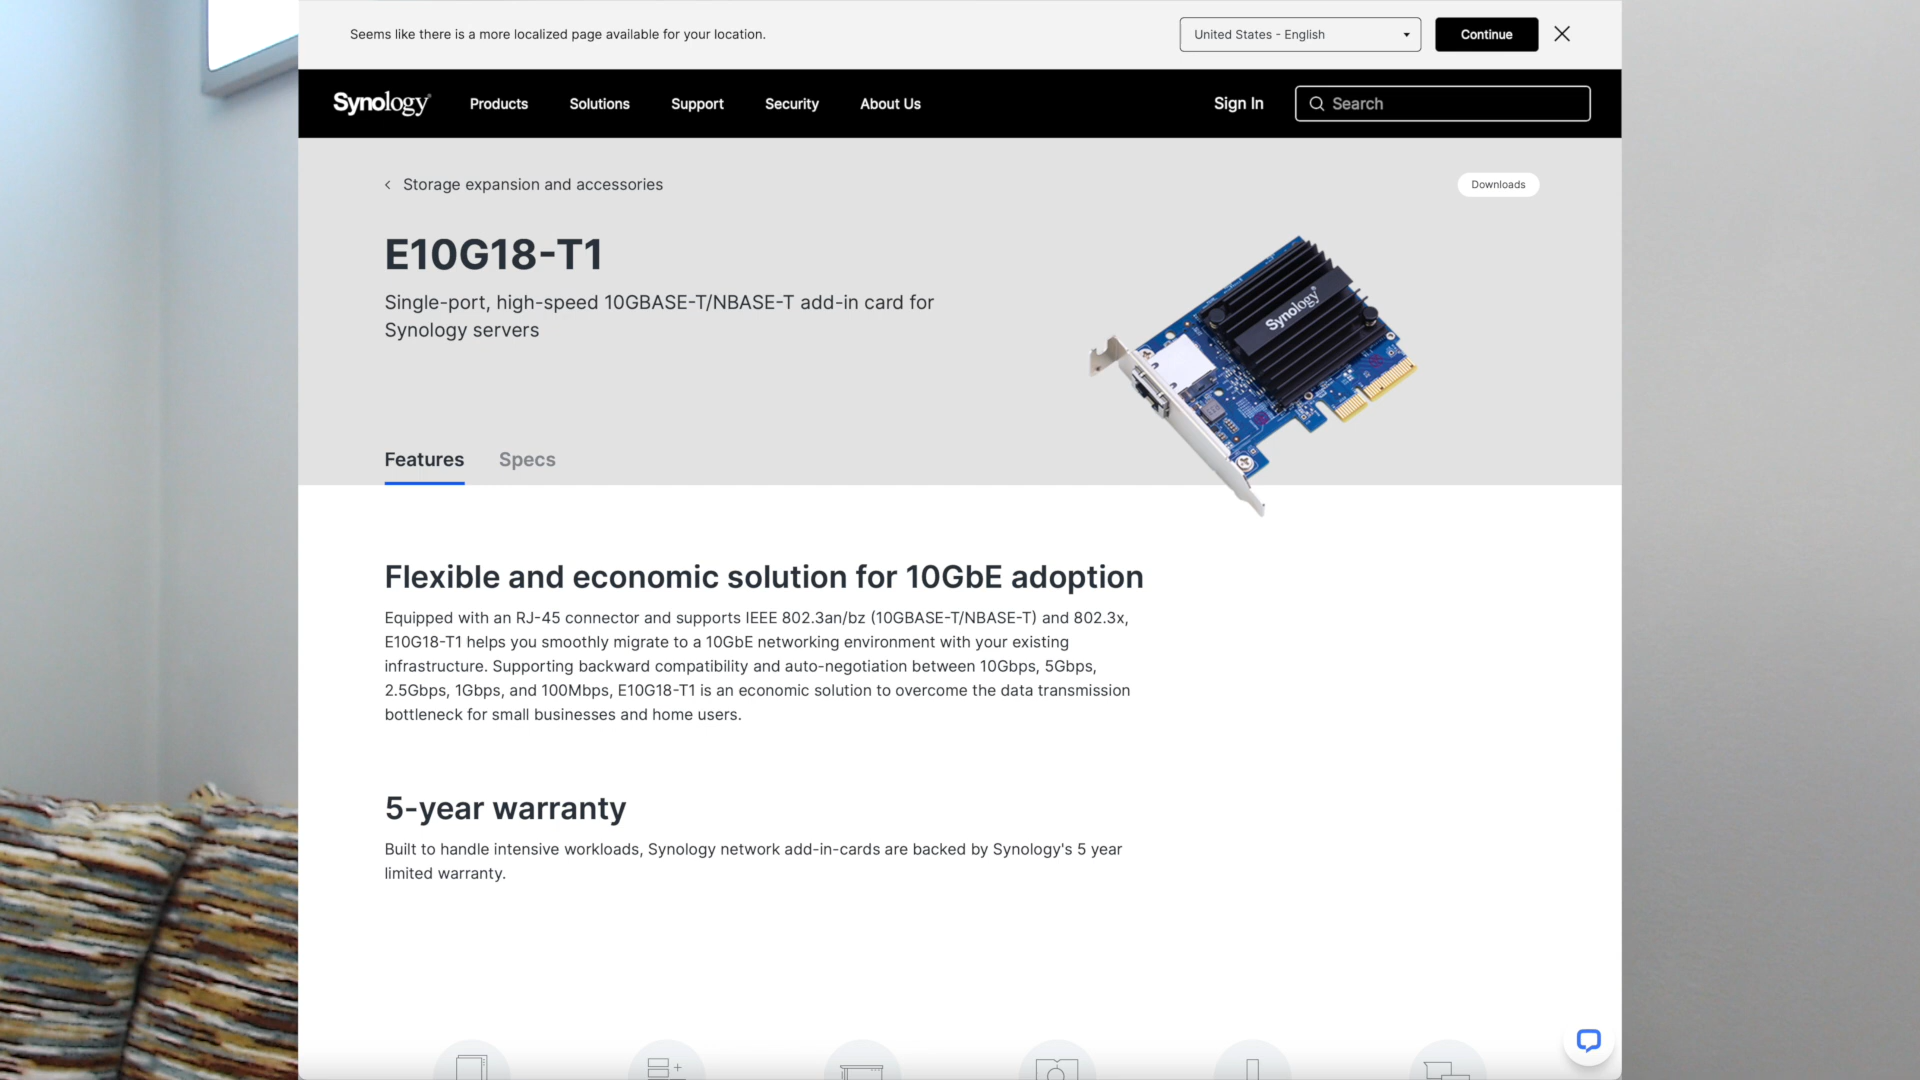 Seems like there is a more localized page available for your location.
United States - English
Continue
Synology
Products
Solutions
Support
Security
About Us
Sign In
Search
Storage expansion and accessories
Downloads
E10G18-T1
Single-port, high-speed 10GBASE-T/NBASE-T add-in card for
Synology servers
Synology
Features
Specs
Flexible and economic solution for 10GbE adoption
Equipped with an RJ-45 connector and supports IEEE 802.3an/bz (10GBASE-T/NBASE-T) and 802.3x,
E10G18-T1 helps you smoothly migrate to a 10GbE networking environment with your existing
infrastructure. Supporting backward compatibility and auto-negotiation between 10Gbps, 5Gbps,
2.5Gbps, 1Gbps, and 100Mbps, E10G18-T1 is an economic solution to overcome the data transmission
bottleneck for small businesses and home users.
5-year warranty
Built to handle intensive workloads, Synology network add-in-cards are backed by Synology's 5 year
limited warranty.